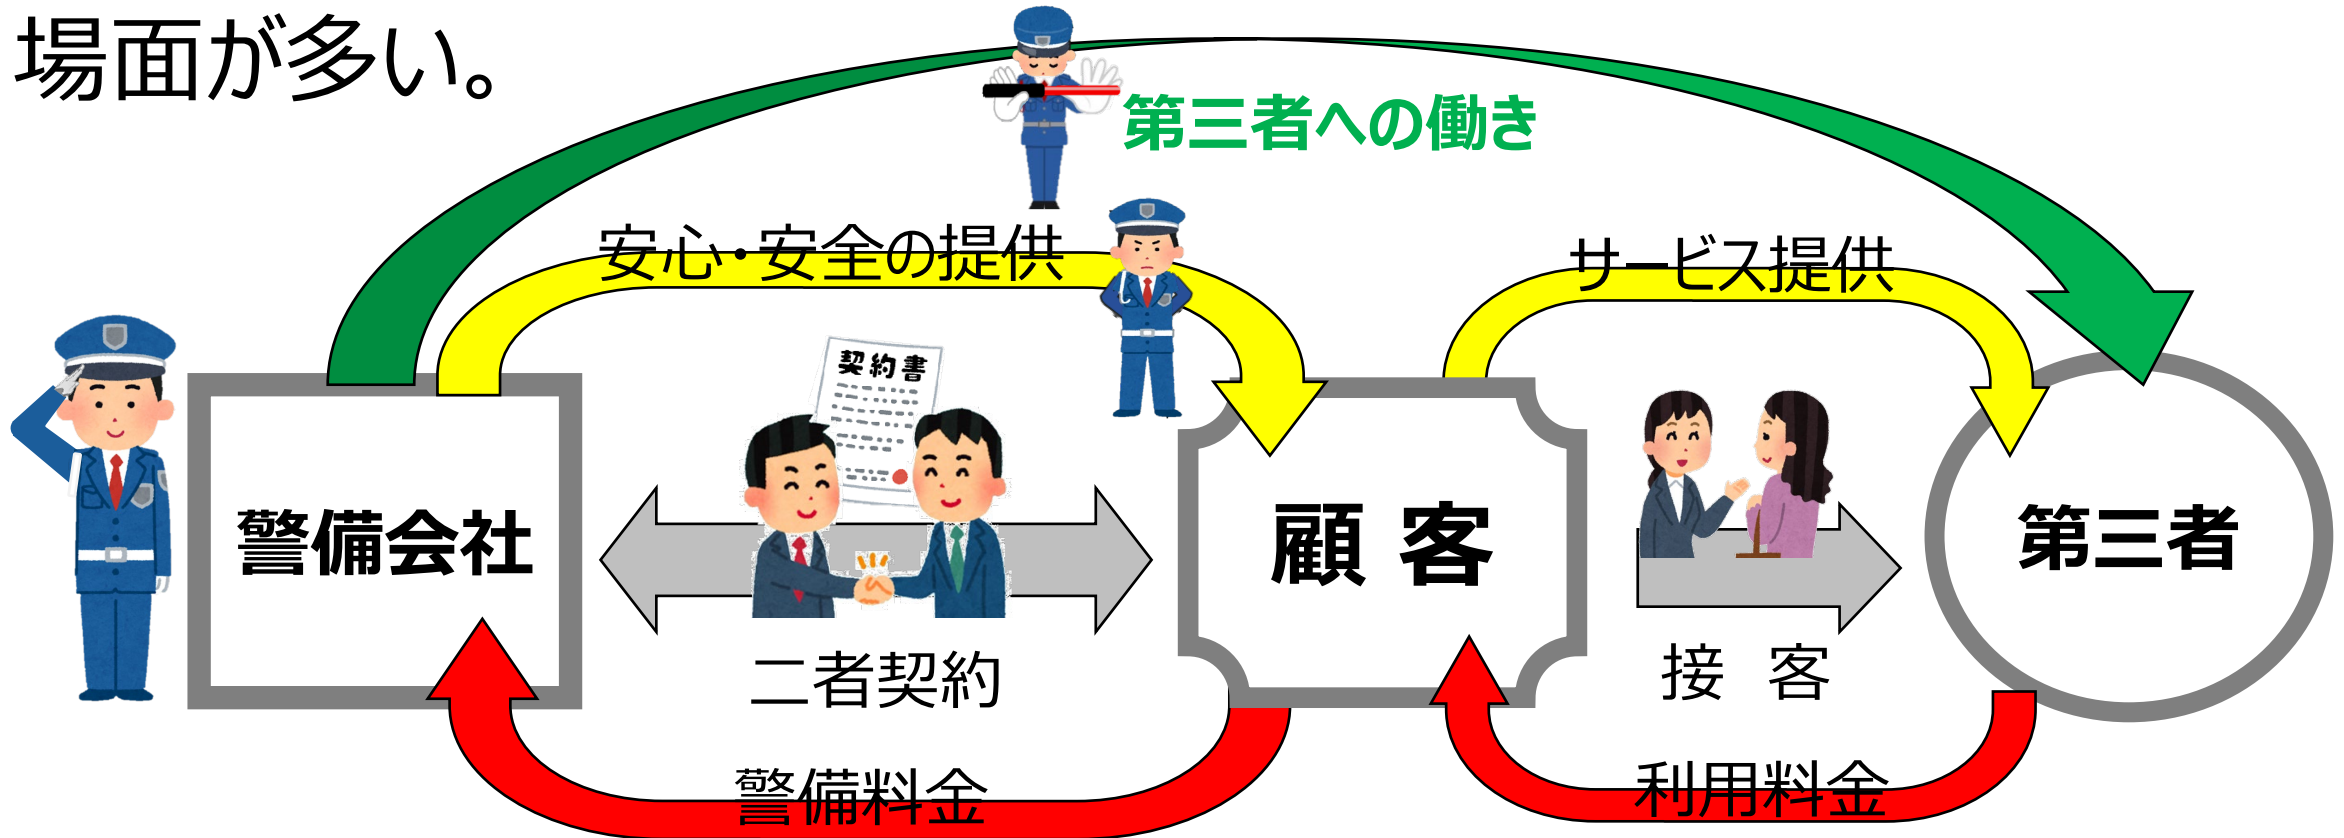 場面が多い。
第三者への働き
安心・安全の提供
サービス提供
契約書
警備会社
顧 客
第三者
二者契約
接 客
警備料金
利用料金